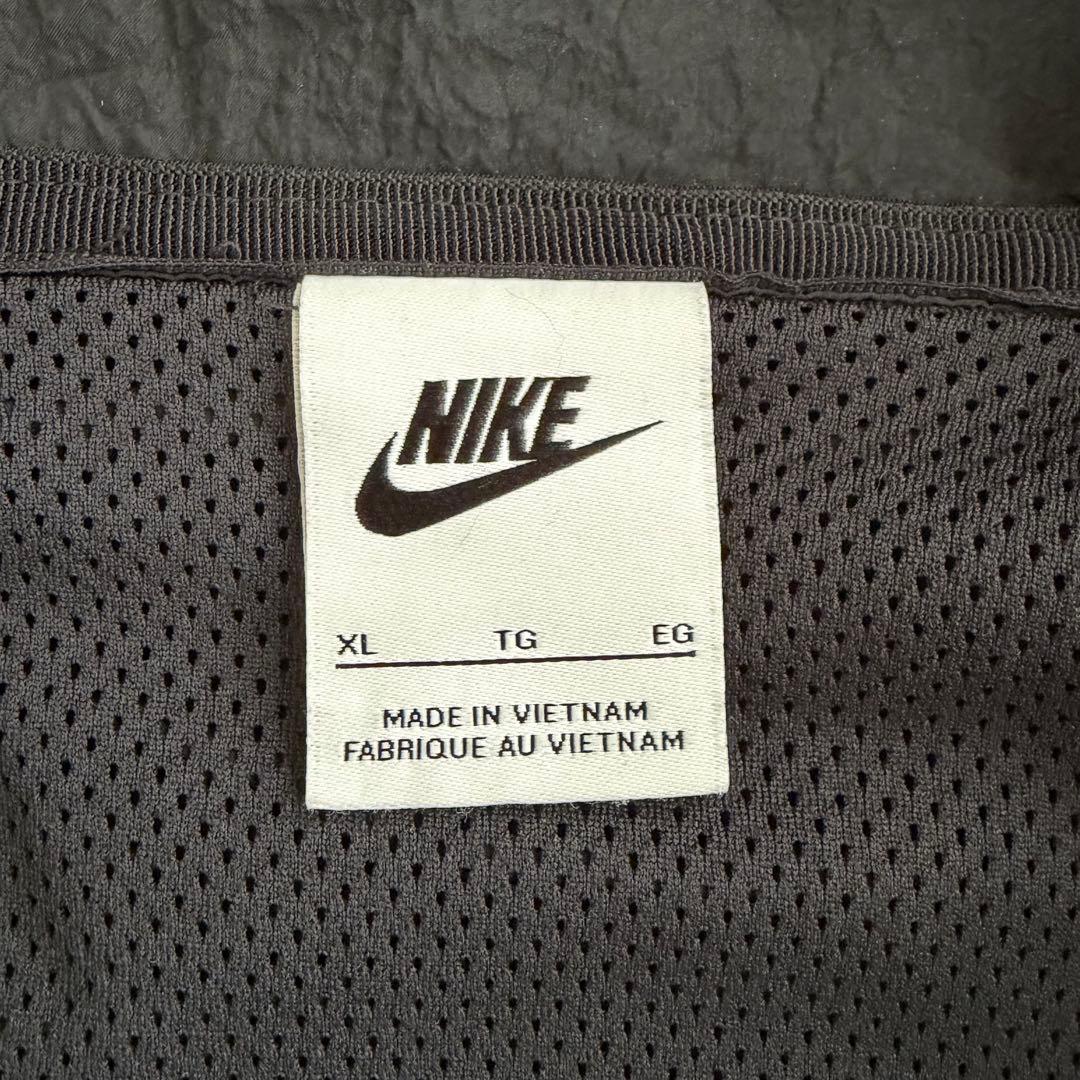 NIKE
XL TG EG
MADE IN VIETNAM
FABRIQUE AU VIETNAM